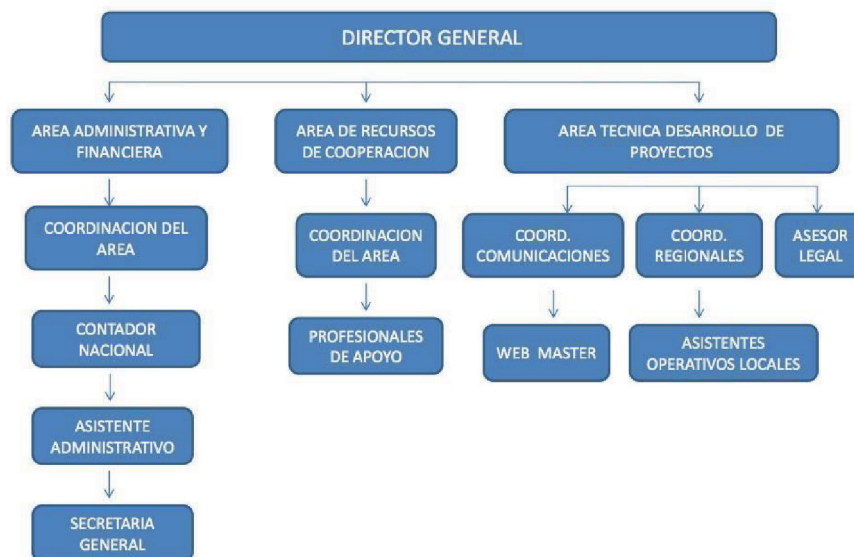 DIRECTOR GENERAL
AREA ADMINISTRATIVA Y
FINANCIERA
AREA DE RECURSOS
DE COOPERACION
AREA TECNICA DESARROLLO DE
PROYECTOS
COORDINACION DEL
AREA
COORDINACION
DEL AREA
COORD.
COMUNICACIONES
COORD.
REGIONALES
ASESOR
LEGAL
CONTADOR
NACIONAL
PROFESIONALES
DE APOYO
WEB MASTER
ASISTENTES
OPERATIVOS LOCALES
ASISTENTE
ADMINISTRATIVO
SECRETARIA
GENERAL